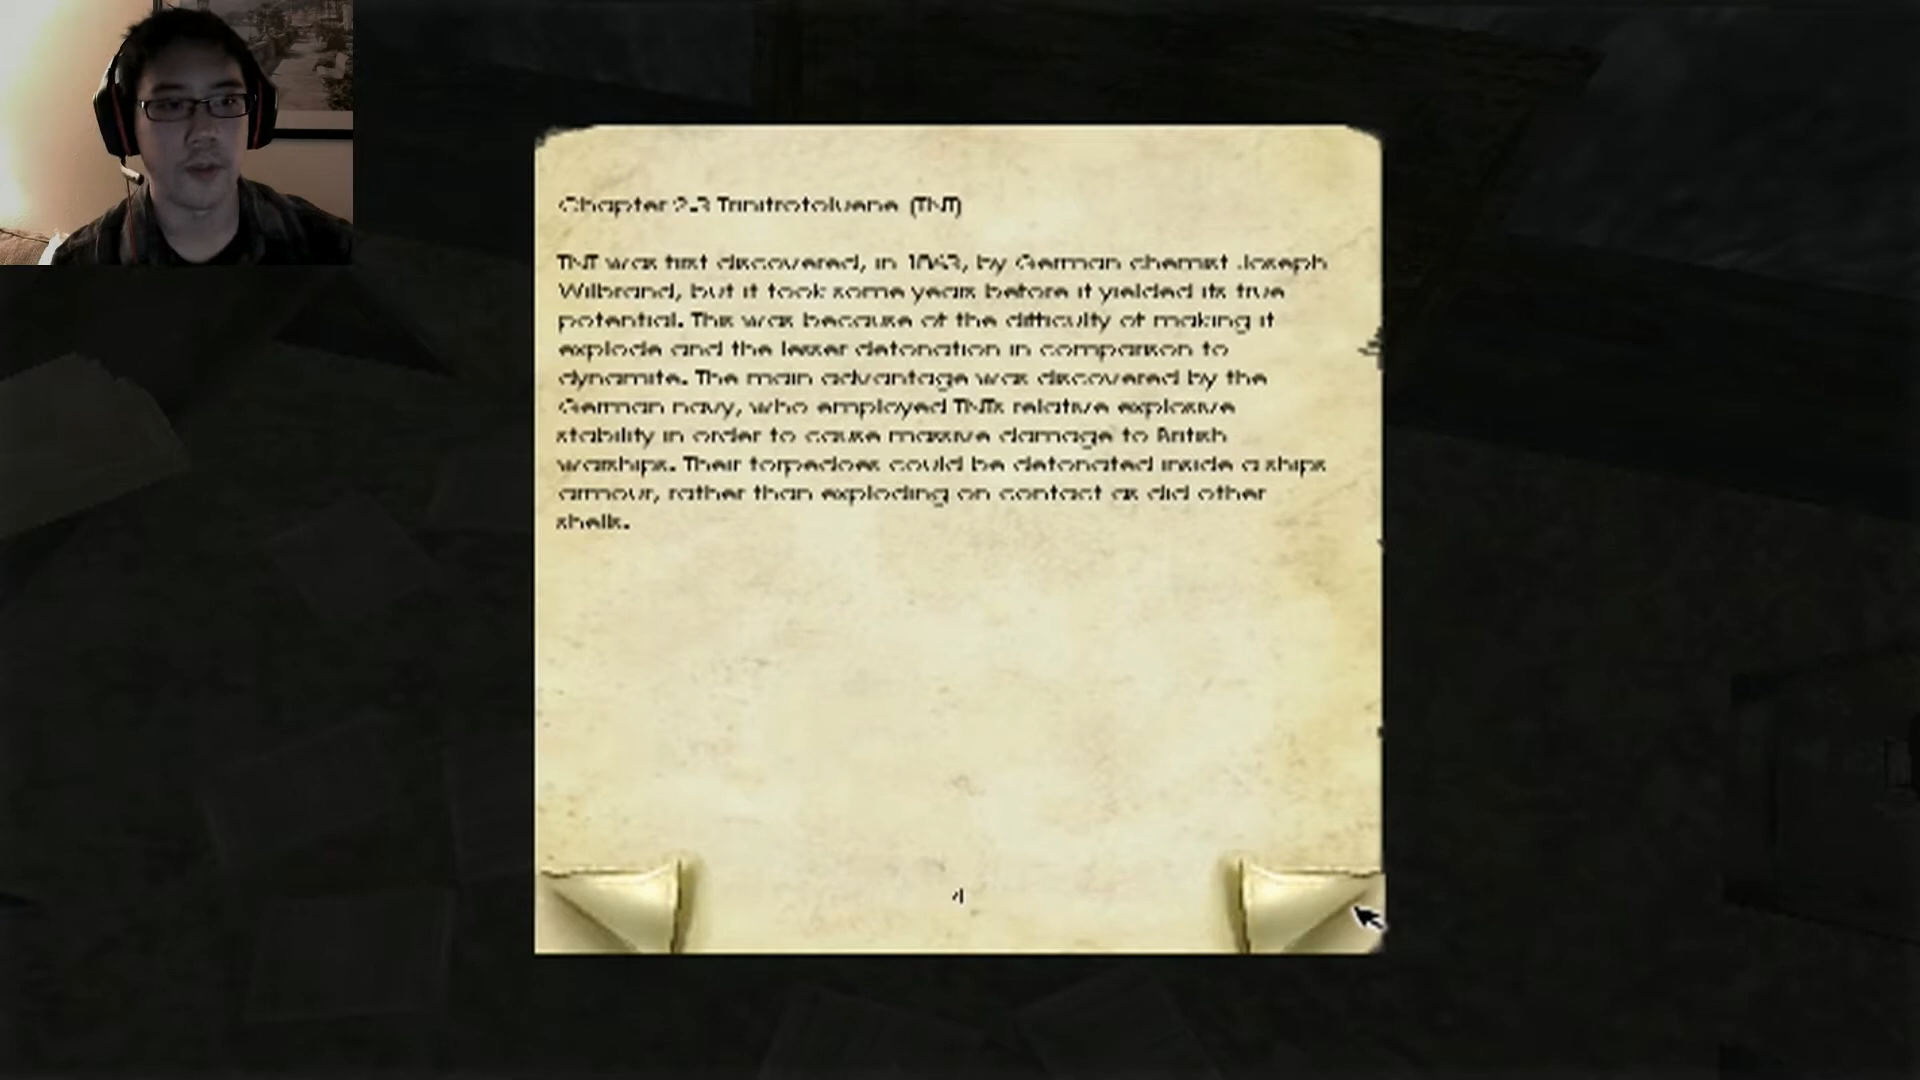 Chapter 2.3 Trinitrotoluene (TNT)
TNT was first discovered, in 1863, by German chemist Joseph
Wilbrand, but it took some years before it yielded its true
potential. This was because of the difficulty of making it
explode and the lesser detonation in comparison to
dynamite. The main advantage was discovered by the
German navy, who employed TNTs relative explosive
stability in order to cause massive damage to British
warships. Their torpedoes could be detonated inside a ships
armour, rather than exploding on contact as did other
shells.
4